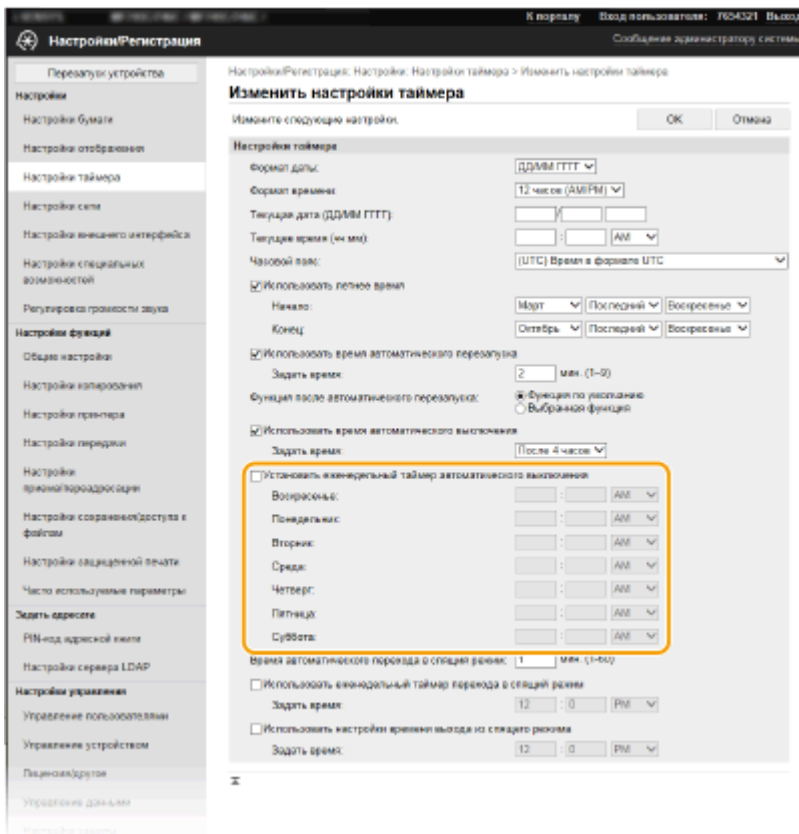 К порталу Вход пользователя: 7654321 Выход
Настройки/Регистрация
Сообщение администратору системы
Перезапуск устройства
Настройки
Настройки бумаги
Настройки отображения
Настройки таймера
Настройки сети
Настройки внешнего интерфейса
Настройки специальных
возможностей
Регулировка громкости звука
Настройки функций
Общие настройки
Настройки копирования
Настройки принтера
Настройки передачи
Настройки
приема/переадресации
Настройки сохранения/доступа к
файлам
Настройки защищенной печати
Часто используемые параметры
Задать адресата
PIN-код адресной книги
Настройки сервера LDAP
Настройки управления
Управление пользователями
Управление устройством
Лицензия/другое
Управление данными
Настройки/Регистрация: Настройки: Настройки таймера > Изменить настройки таймера
Изменить настройки таймера
Измените следующие настройки.
OK Отмена
Настройки таймера
Формат даты: ДД/ММ ГГГГ
Формат времени: 12 часов (AM/PM)
Текущая дата (ДД/ММ ГГГГ): /
Текущее время (чч:мм): : AM
Часовой пояс: (UTC) Время в формате UTC
Использовать летнее время
Начало: Март Последний Воскресенье
Конец: Октябрь Последний Воскресенье
Использовать время автоматического перезапуска
Задать время: 2 мин. (1-9)
Функция после автоматического перезапуска: Функция по умолчанию
Выбранная функция
Использовать время автоматического выключения
Задать время: После 4 часов
Установить еженедельный таймер автоматического выключения
Воскресенье: : AM
Понедельник: : AM
Вторник: : AM
Среда: : AM
Четверг: : AM
Пятница: : AM
Суббота: : AM
Время автоматического перехода в спящий режим: 1 мин. (1-60)
Использовать еженедельный таймер перехода в спящий режим
Задать время: 12 : 0 PM
Использовать настройки времени выхода из спящего режима
Задать время: 12 : 0 PM